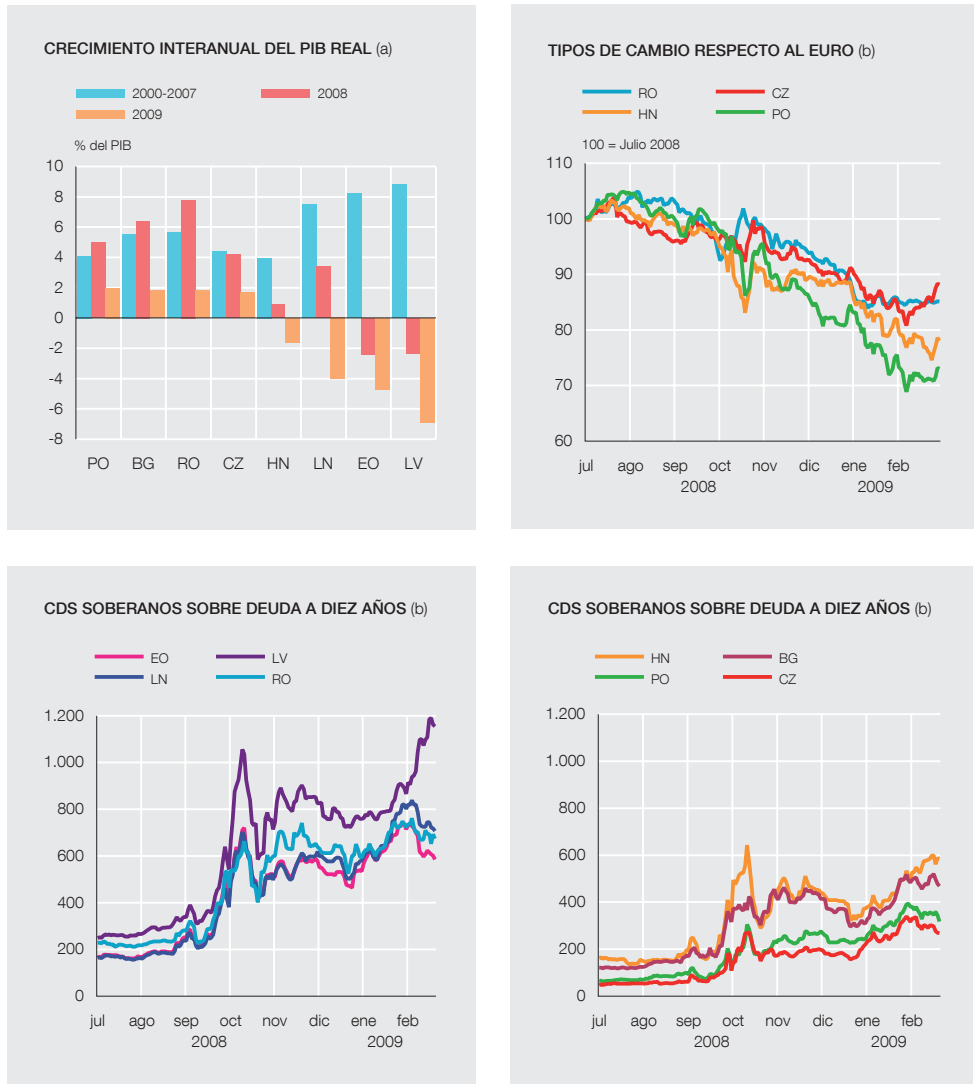 CRECIMIENTO INTERANUAL DEL PIB REAL (a)
2000-2007 2008
2009
% del PIB
10
8
6
4
2
0
-2
-4
-6
-8
PO BG RO CZ HN LN EO LV
TIPOS DE CAMBIO RESPECTO AL EURO (b)
RO CZ
HN PO
100 = Julio 2008
110
100
90
80
70
60
jul ago sep oct nov dic ene feb
2008 2009
CDS SOBERANOS SOBRE DEUDA A DIEZ AÑOS (b)
EO LV
LN RO
1.200
1.000
800
600
400
200
0
jul ago sep oct nov dic ene feb
2008 2009
CDS SOBERANOS SOBRE DEUDA A DIEZ AÑOS (b)
HN BG
PO CZ
1.200
1.000
800
600
400
200
0
jul ago sep oct nov dic ene feb
2008 2009